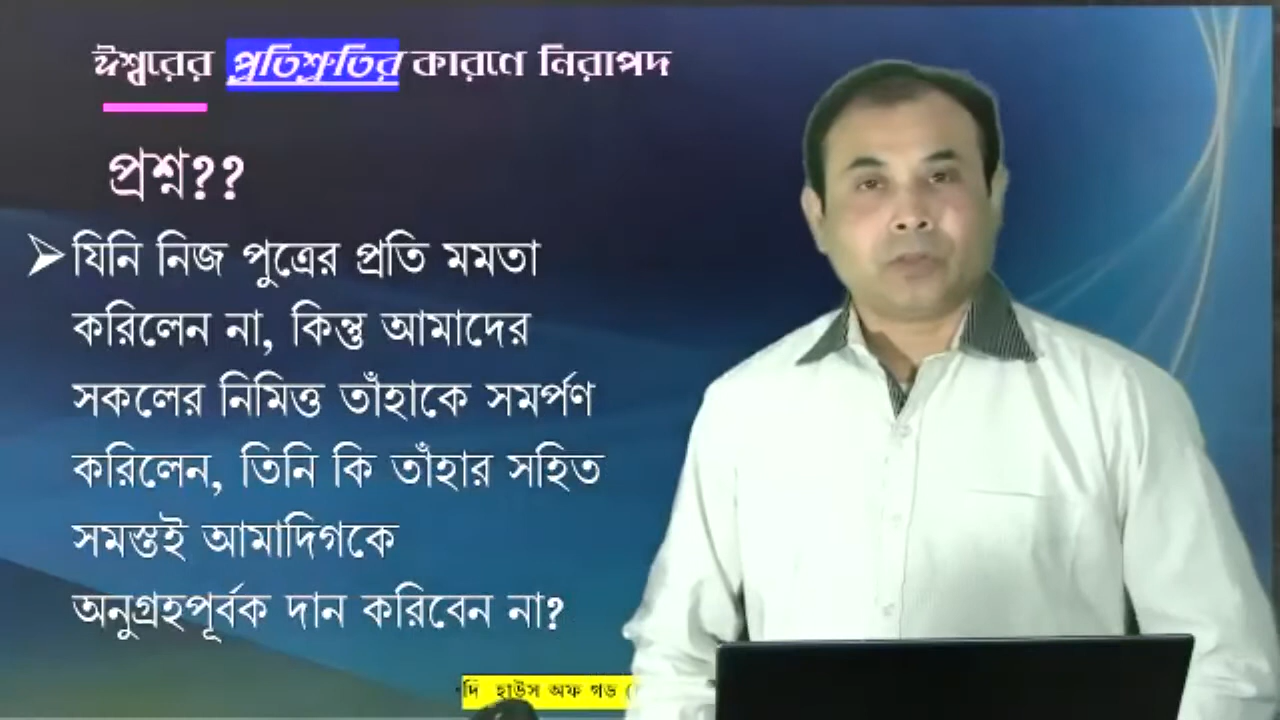 ঈশ্বরের প্রতিশ্রুতির কারণে নিরাপদ
প্রশ্ন??
যিনি নিজ পুত্রের প্রতি মমতা
করিলেন না, কিন্তু আমাদের
সকলের নিমিত্ত তাঁহাকে সমর্পণ
করিলেন, তিনি কি তাঁহার সহিত
সমস্তই আমাদিগকে
অনুগ্রহপূর্বক দান করিবেন না?
দি হাউস অফ গড (